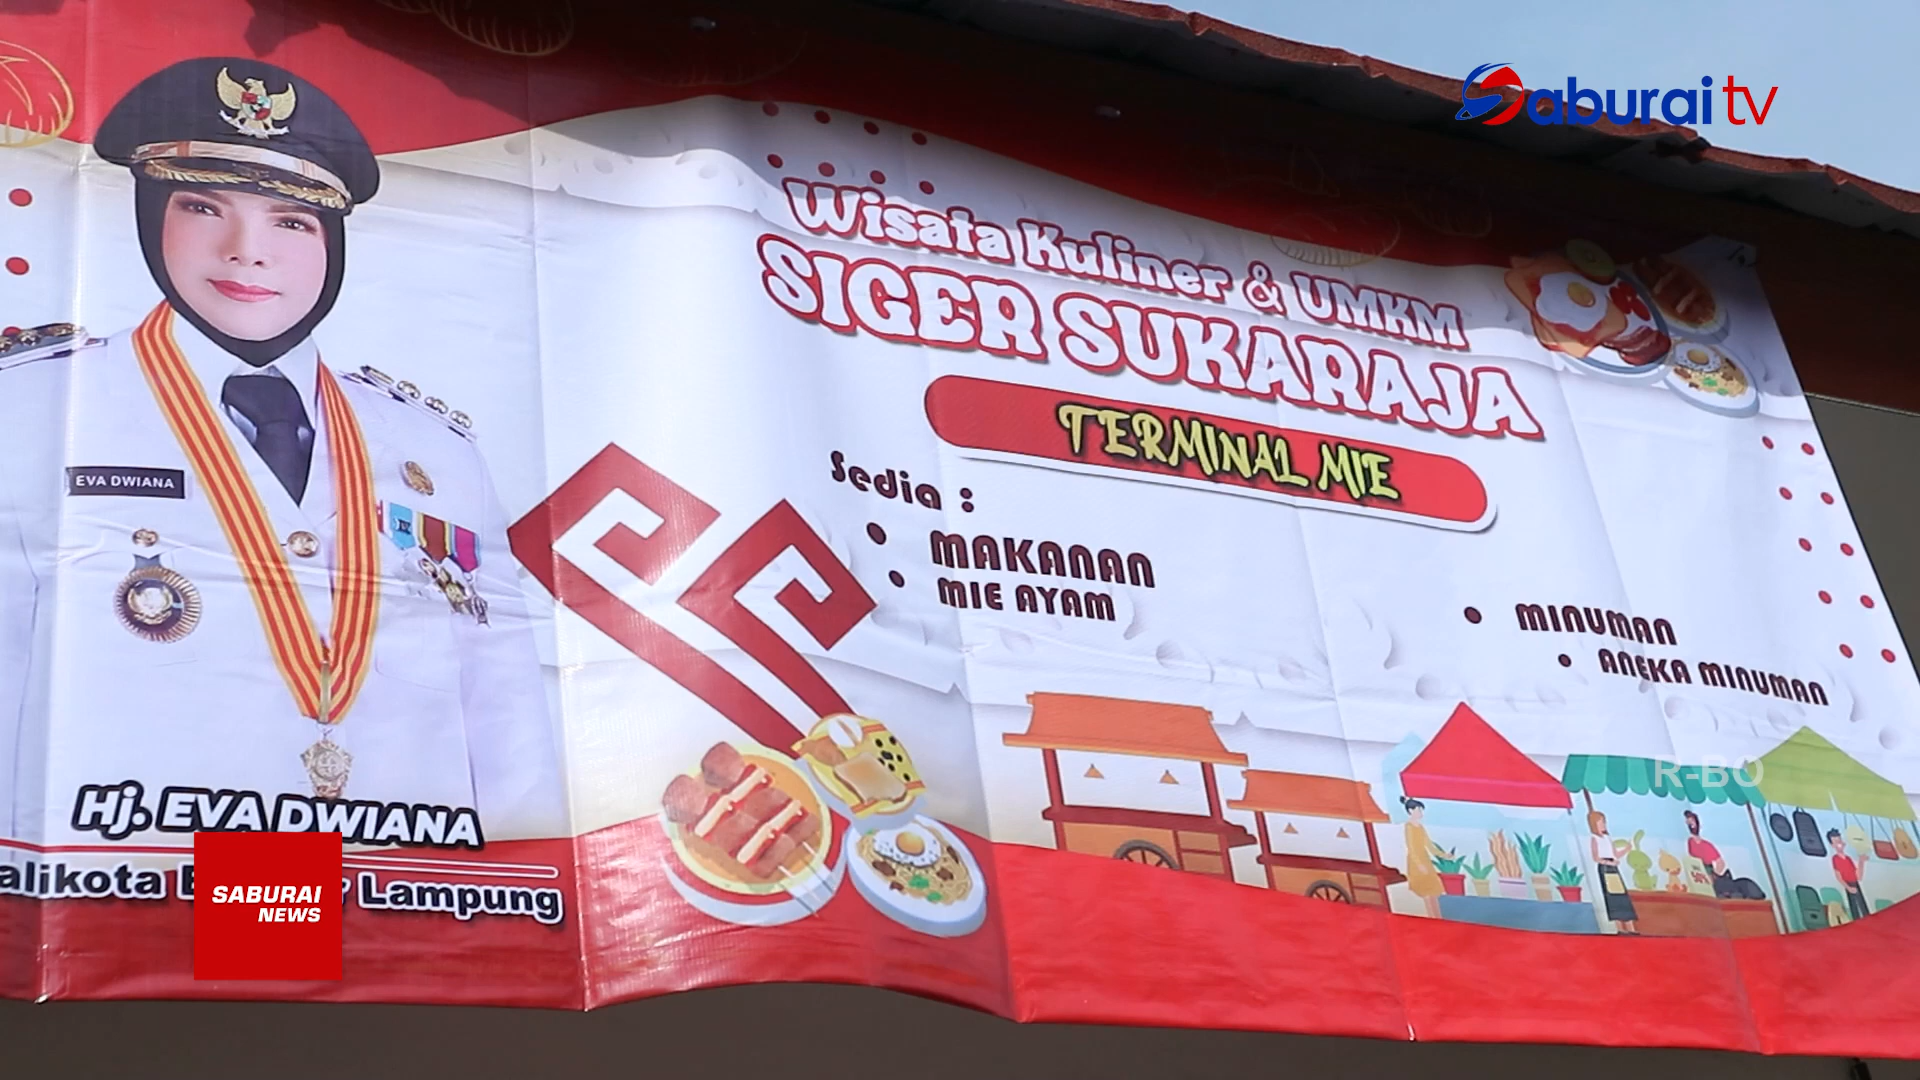 Saburai tv
Wisata Kuliner & UMKM
SIGER SUKARAJA
TERMINAL MIE
Sedia :
• MAKANAN
• MIE AYAM
• MINUMAN
• ANEKA MINUMAN
EVA DWIANA
Hj. EVA DWIANA
alikota Lampung
SABURAI
NEWS
R-BO
50%